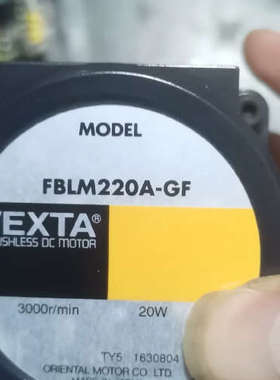 MODEL
FBLM220A-GF
VEXTA®
USHLESS DC MOTOR
3000r/min 20W
TY5 1630804
ORIENTAL MOTOR CO. LTD.